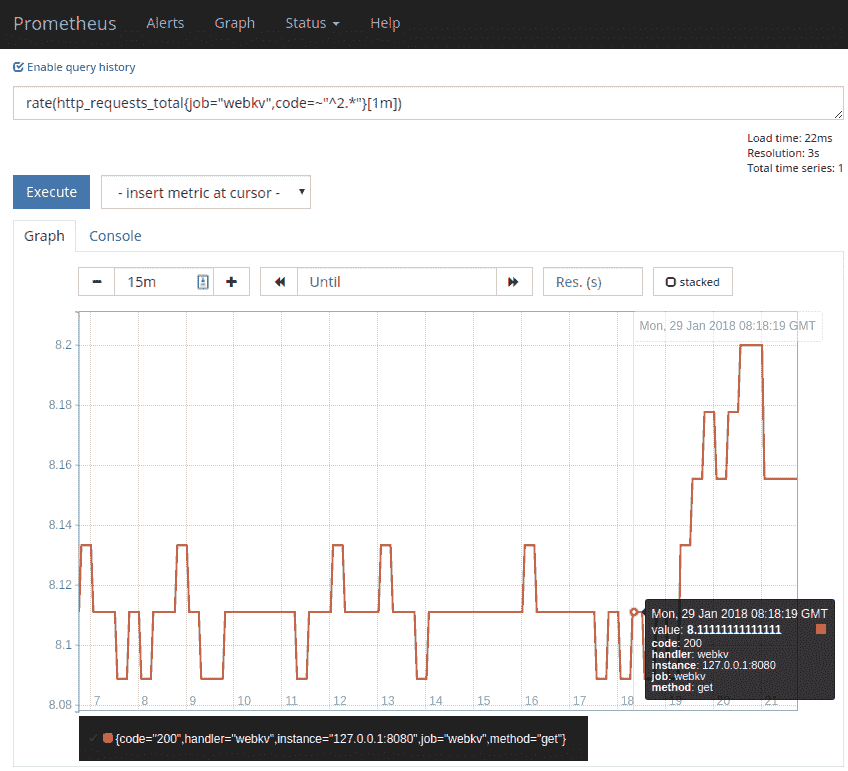 Prometheus Alerts Graph Status Help
Enable query history
rate(http_requests_total{job="webkv",code=~"^2.*"}[1m])
Load time: 22ms
Resolution: 3s
Total time series: 1
Execute - insert metric at cursor -
Graph Console
15m Until Res. (s) stacked
Mon, 29 Jan 2018 08:18:19 GMT
8.2
8.18
8.16
8.14
8.12
8.1
8.08
Mon, 29 Jan 2018 08:18:19 GMT
value: 8.11111111111111
code: 200
handler: webkv
instance: 127.0.0.1:8080
job: webkv
method: get
7 8 9 10 11 12 13 14 15 16 17 18 19 20 21
{code="200",handler="webkv",instance="127.0.0.1:8080",job="webkv",method="get"}